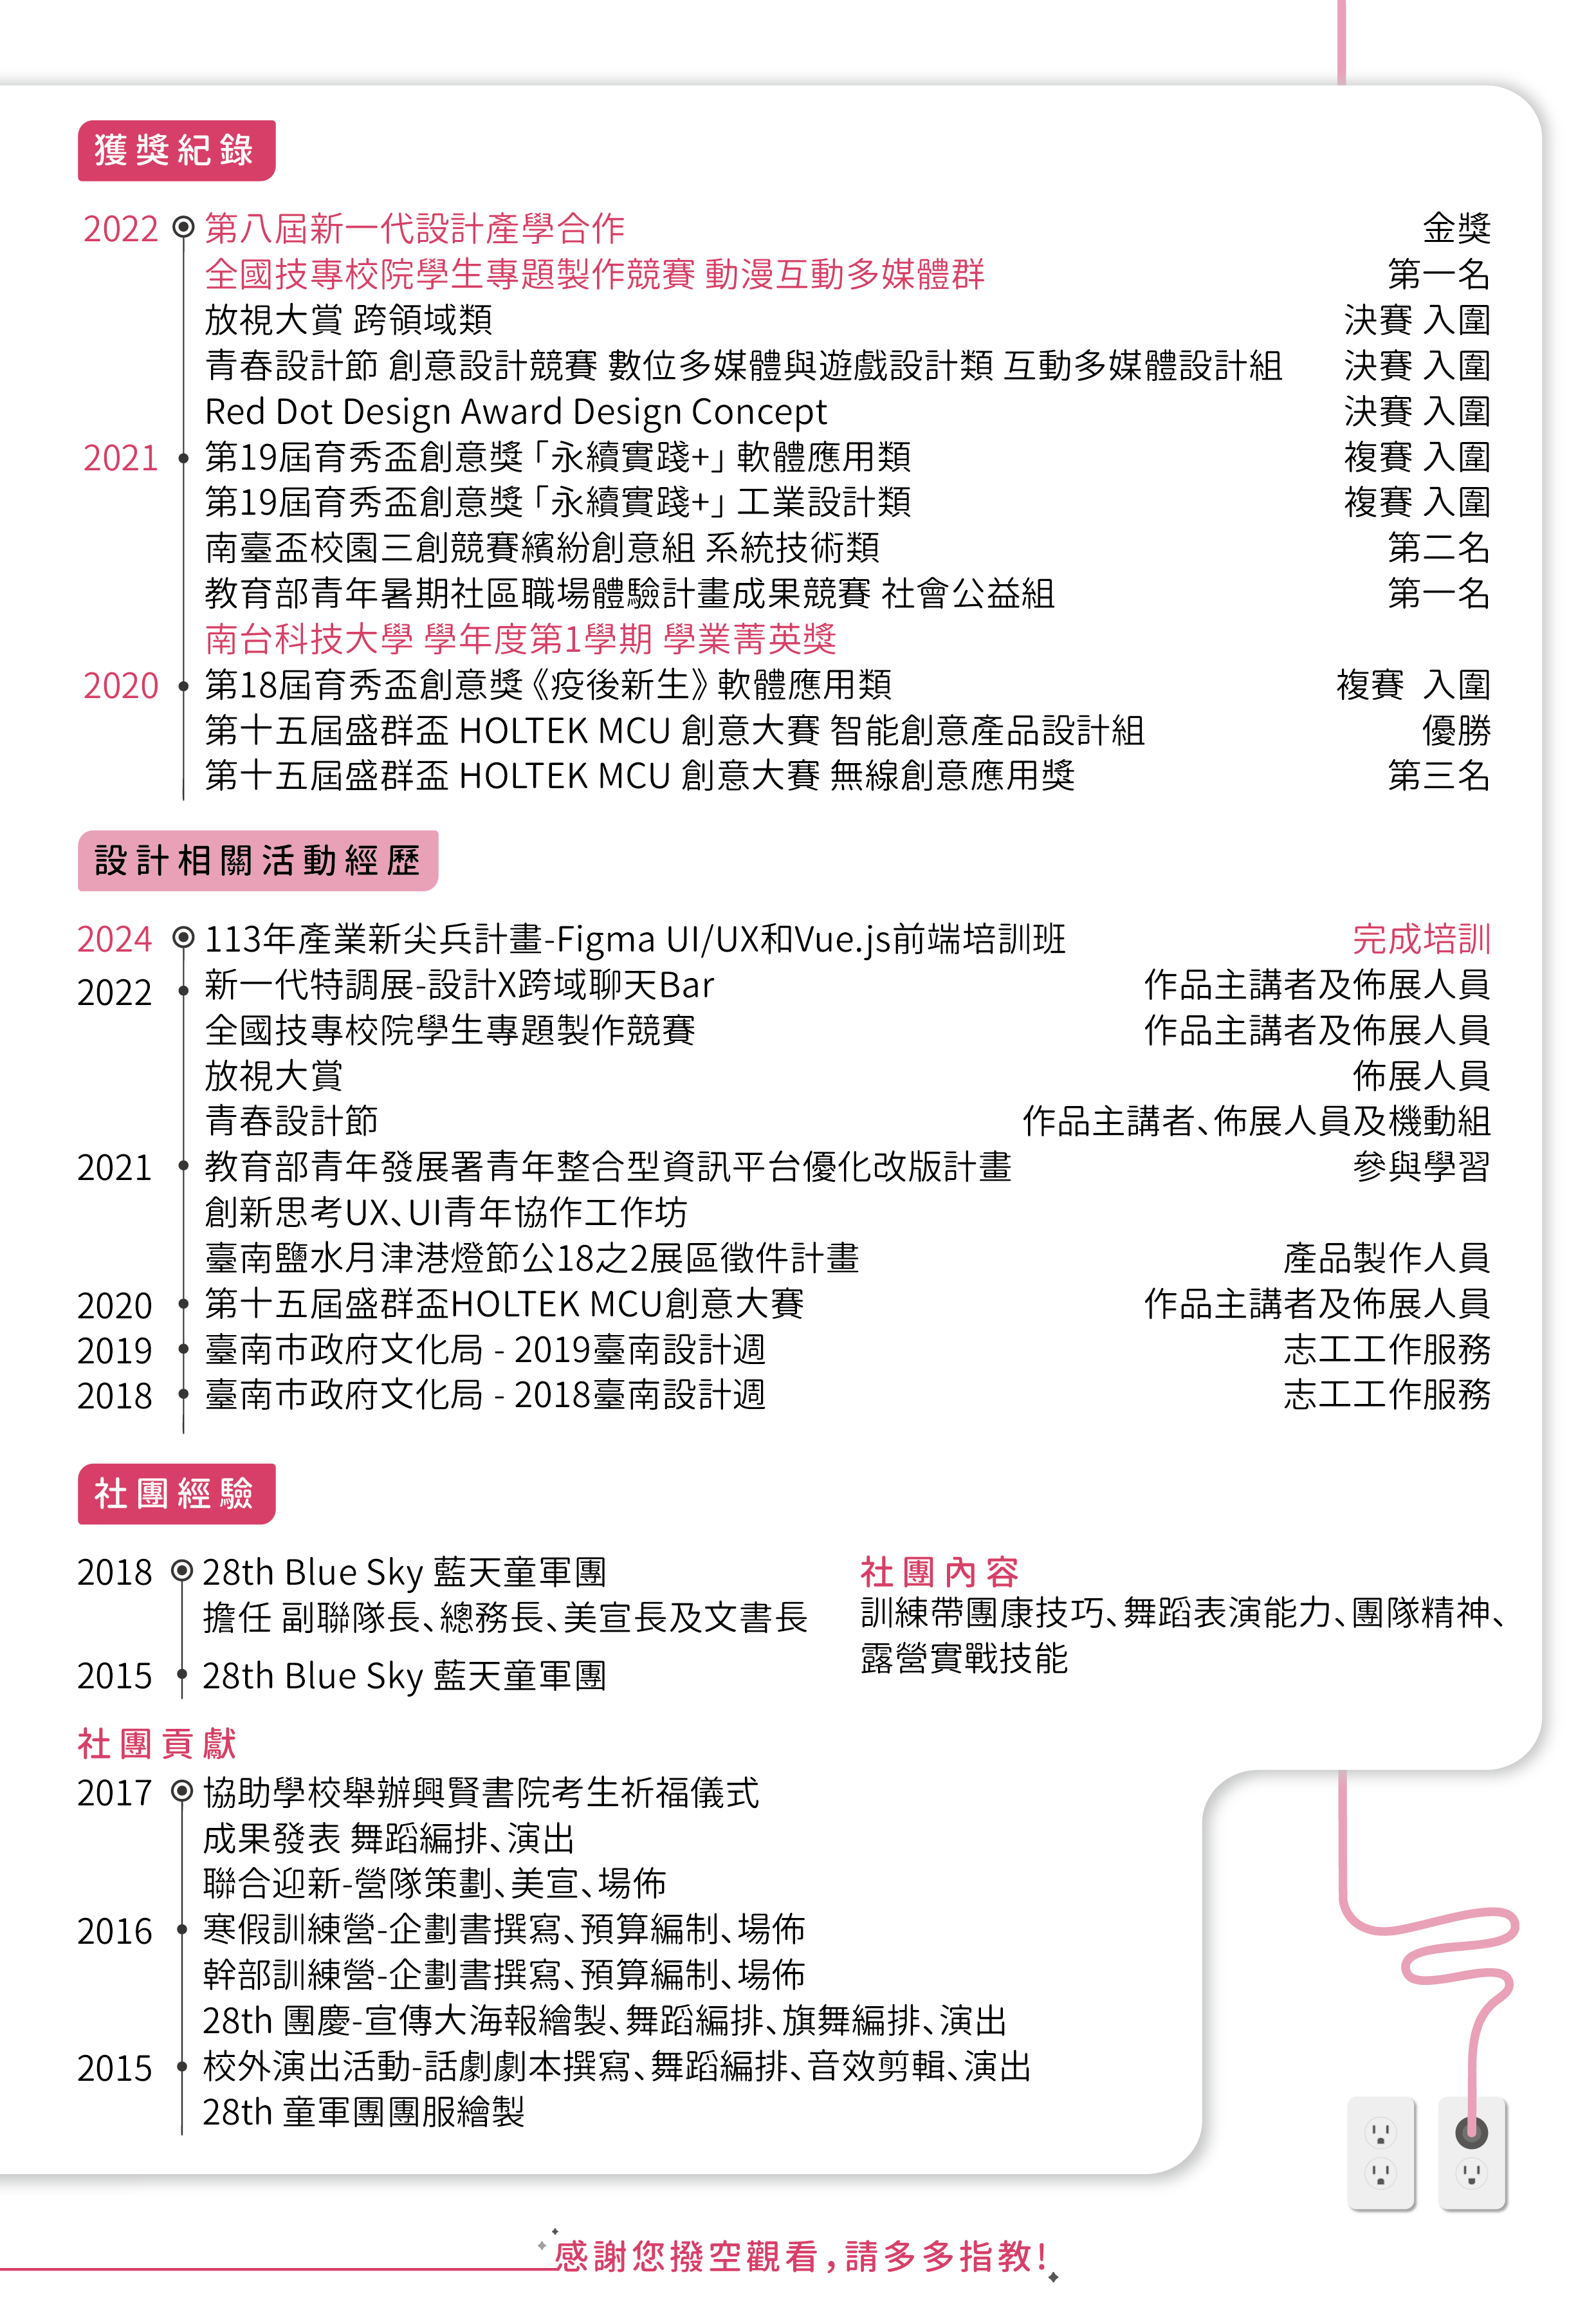 獲獎紀錄
2022 第八屆新一代設計產學合作 金獎
全國技專校院學生專題製作競賽 動漫互動多媒體群 第一名
放視大賞 跨領域類 決賽 入圍
青春設計節 創意設計競賽 數位多媒體與遊戲設計類 互動多媒體設計組 決賽 入圍
Red Dot Design Award Design Concept 決賽 入圍
2021 第19屆育秀盃創意獎「永續實踐+」軟體應用類 複賽 入圍
第19屆育秀盃創意獎「永續實踐+」工業設計類 複賽 入圍
南臺盃校園三創競賽繽紛創意組 系統技術類 第二名
教育部青年暑期社區職場體驗計畫成果競賽 社會公益組 第一名
南台科技大學 學年度第1學期 學業菁英獎
2020 第18屆育秀盃創意獎《疫後新生》軟體應用類 複賽 入圍
第十五屆盛群盃 HOLTEK MCU 創意大賽 智能創意產品設計組 優勝
第十五屆盛群盃 HOLTEK MCU 創意大賽 無線創意應用獎 第三名
設計相關活動經歷
2024 113年產業新尖兵計畫-Figma UI/UX和Vue.js前端培訓班 完成培訓
2022 新一代特調展-設計X跨域聊天Bar 作品主講者及佈展人員
全國技專校院學生專題製作競賽 作品主講者及佈展人員
放視大賞 佈展人員
青春設計節 作品主講者、佈展人員及機動組
2021 教育部青年發展署青年整合型資訊平台優化改版計畫 參與學習
創新思考UX、UI青年協作工作坊
臺南鹽水月津港燈節公18之2展區徵件計畫 產品製作人員
2020 第十五屆盛群盃HOLTEK MCU創意大賽 作品主講者及佈展人員
2019 臺南市政府文化局 - 2019臺南設計週 志工工作服務
2018 臺南市政府文化局 - 2018臺南設計週 志工工作服務
社團經驗
2018 28th Blue Sky 藍天童軍團
擔任 副聯隊長、總務長、美宣長及文書長
2015 28th Blue Sky 藍天童軍團
社團內容
訓練帶團康技巧、舞蹈表演能力、團隊精神、
露營實戰技能
社團貢獻
2017 協助學校舉辦興賢書院考生祈福儀式
成果發表 舞蹈編排、演出
聯合迎新-營隊策劃、美宣、場佈
2016 寒假訓練營-企劃書撰寫、預算編制、場佈
幹部訓練營-企劃書撰寫、預算編制、場佈
28th 團慶-宣傳大海報繪製、舞蹈編排、旗舞編排、演出
2015 校外演出活動-話劇劇本撰寫、舞蹈編排、音效剪輯、演出
28th 童軍團團服繪製
感謝您撥空觀看，請多多指教！